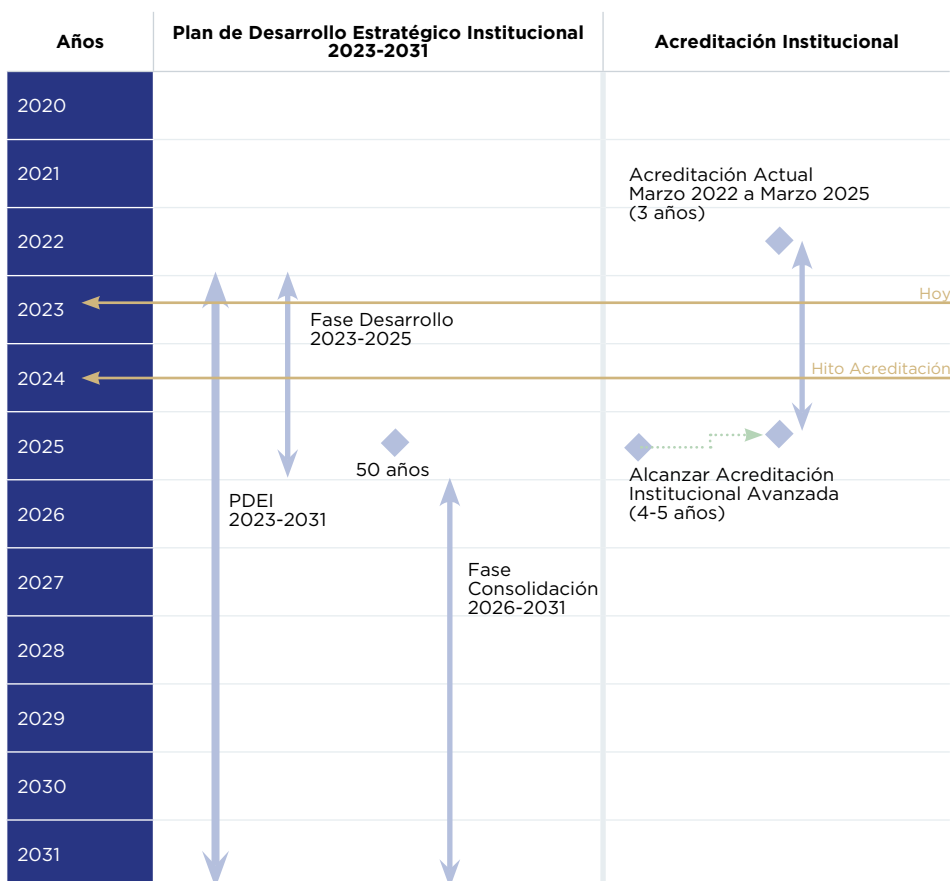 Años
Plan de Desarrollo Estratégico Institucional
2023-2031
Acreditación Institucional
2020
2021
Acreditación Actual
Marzo 2022 a Marzo 2025
(3 años)
2022
Hoy
2023
Fase Desarrollo
2023-2025
Hito Acreditación
2024
2025
50 años
Alcanzar Acreditación
Institucional Avanzada
(4-5 años)
PDEI
2023-2031
2026
Fase
Consolidación
2026-2031
2027
2028
2029
2030
2031